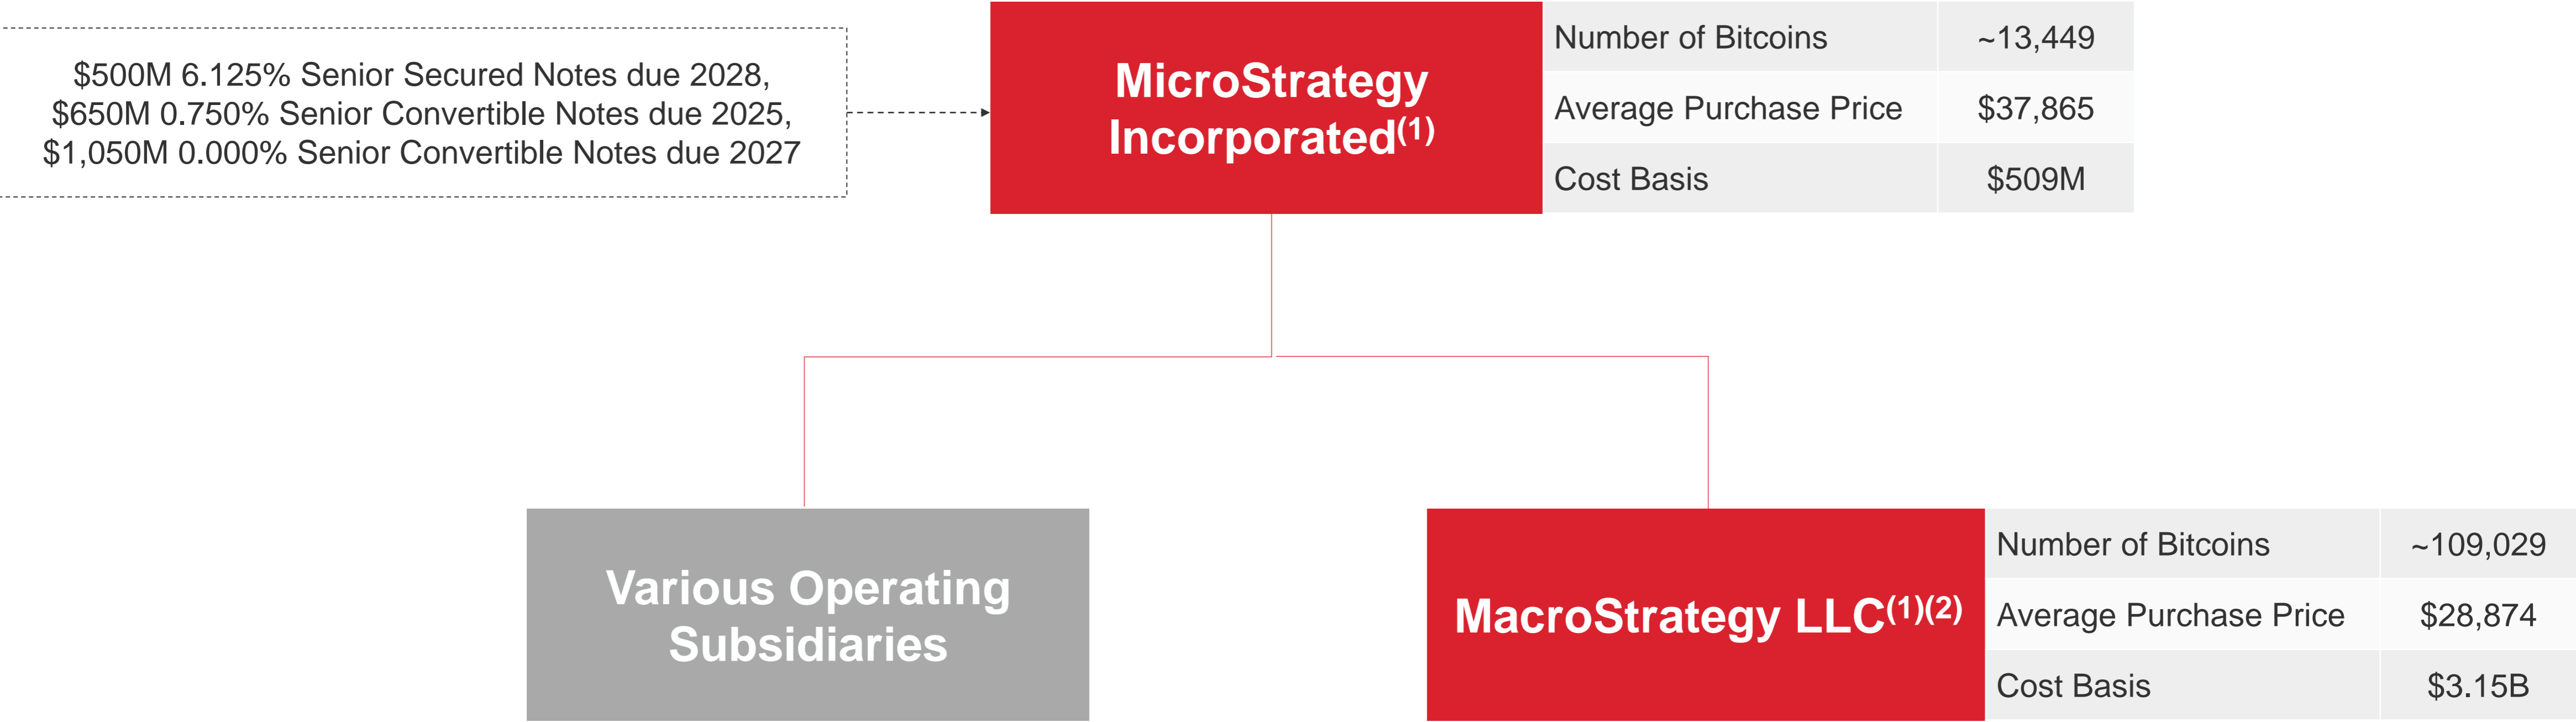 $500M 6.125% Senior Secured Notes due 2028,
$650M 0.750% Senior Convertible Notes due 2025,
$1,050M 0.000% Senior Convertible Notes due 2027
MicroStrategy
Incorporated(1)
Number of Bitcoins ~13,449
Average Purchase Price $37,865
Cost Basis $509M
Various Operating
Subsidiaries
MacroStrategy LLC(1)(2)
Number of Bitcoins ~109,029
Average Purchase Price $28,874
Cost Basis $3.15B